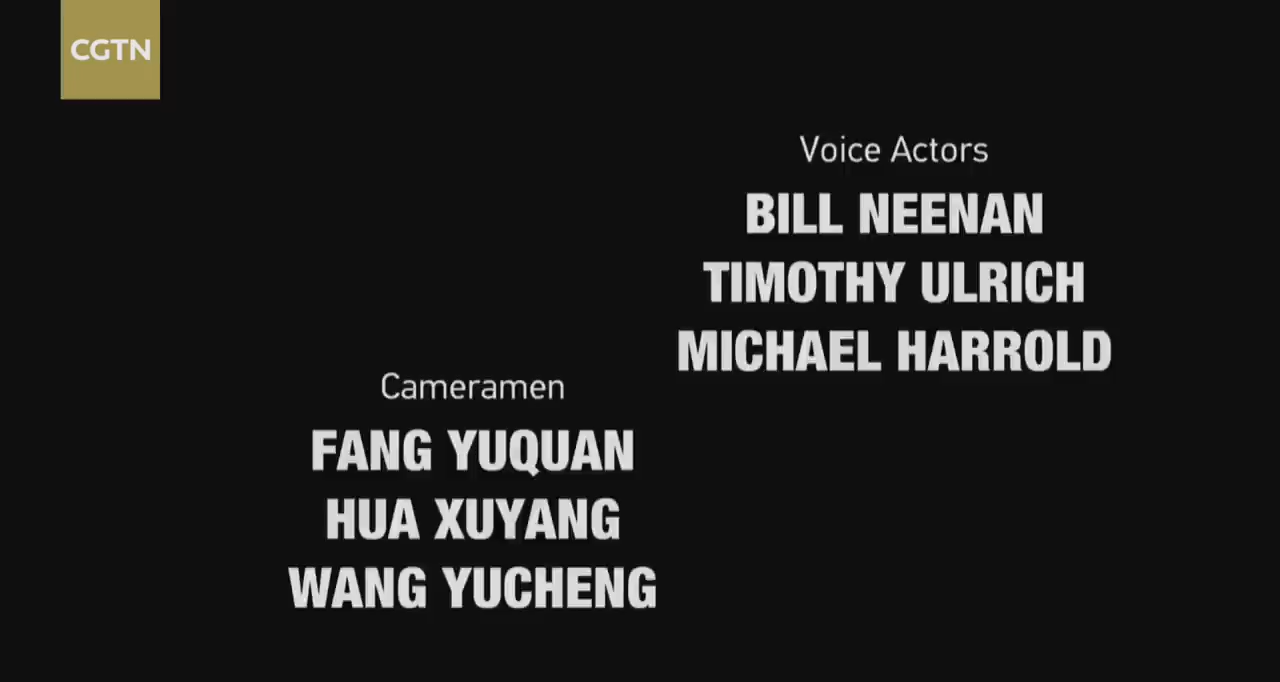 CGTN
Voice Actors
BILL NEENAN
TIMOTHY ULRICH
MICHAEL HARROLD
Cameramen
FANG YUQUAN
HUA XUYANG
WANG YUCHENG